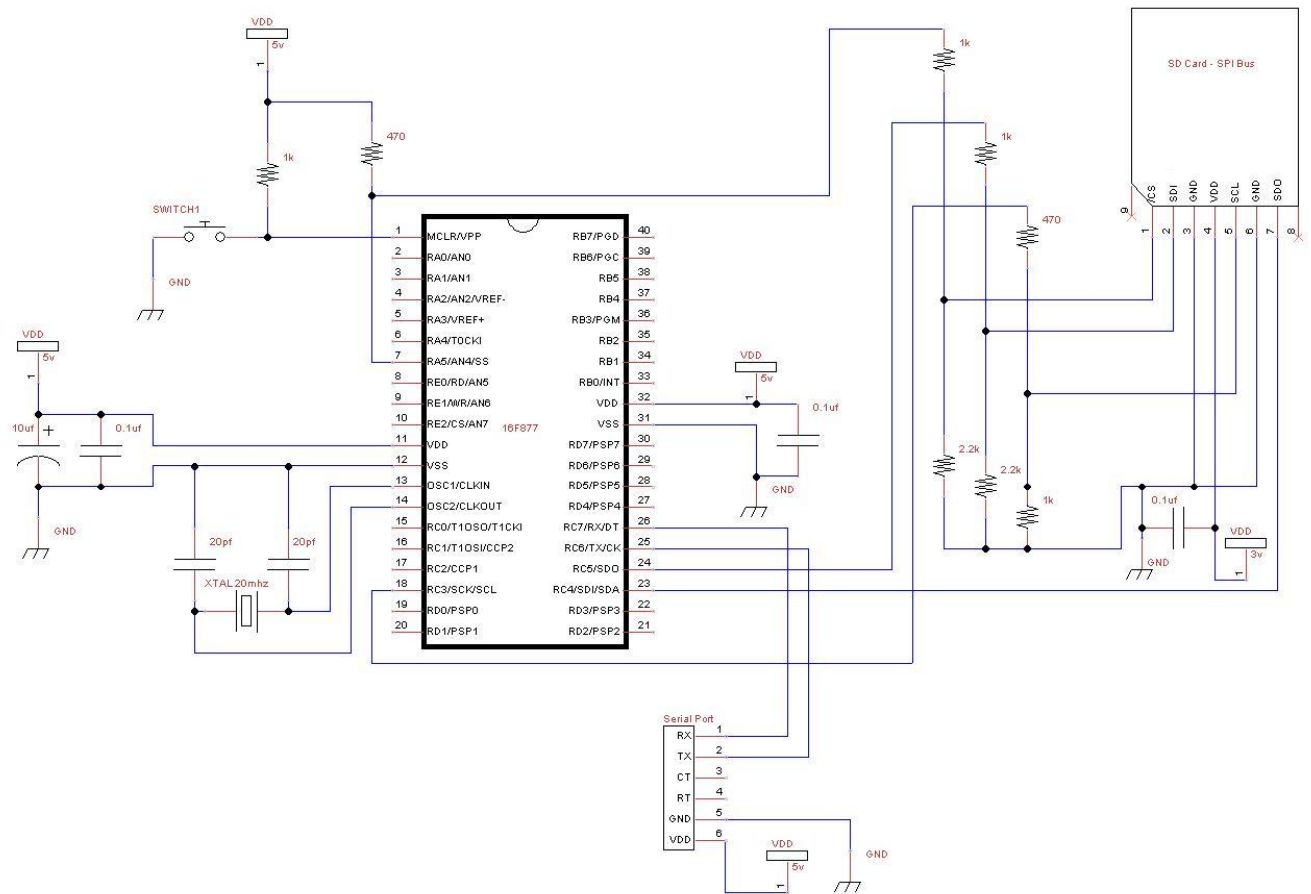 VDD
5v
1
1k
470
SWITCH1
GND
VDD
5v
1
10uf
+
0.1uf
GND
20pf
20pf
XTAL20mhz
16F877
1 MCLR/VPP
2 RA0/AN0
3 RA1/AN1
4 RA2/AN2/VREF-
5 RA3/VREF+
6 RA4/TOCKI
7 RA5/AN4/SS
8 RE0/RD/AN5
9 RE1/WR/AN6
10 RE2/CS/AN7
11 VDD
12 VSS
13 OSC1/CLKIN
14 OSC2/CLKOUT
15 RC0/T1OSO/T1CKI
16 RC1/T1OSI/CCP2
17 RC2/CCP1
18 RC3/SCK/SCL
19 RD0/PSP0
20 RD1/PSP1
RB7/PGD 40
RB6/PGC 39
RB5 38
RB4 37
RB3/PGM 36
RB2 35
RB1 34
RB0/INT 33
VDD 32
VSS 31
RD7/PSP7 30
RD6/PSP6 29
RD5/PSP5 28
RD4/PSP4 27
RC7/RX/DT 26
RC6/TX/CK 25
RC5/SDO 24
RC4/SDI/SDA 23
RD3/PSP3 22
RD2/PSP2 21
VDD
5v
1
0.1uf
GND
1k
1k
470
2.2k
2.2k
1k
SD Card - SPI Bus
9
/CS 1
SDI 2
GND 3
VDD 4
SCL 5
GND 6
SDO 7
8
0.1uf
GND
VDD
3v
1
Serial Port
RX 1
TX 2
CT 3
RT 4
GND 5
VDD 6
VDD
5v
1
GND